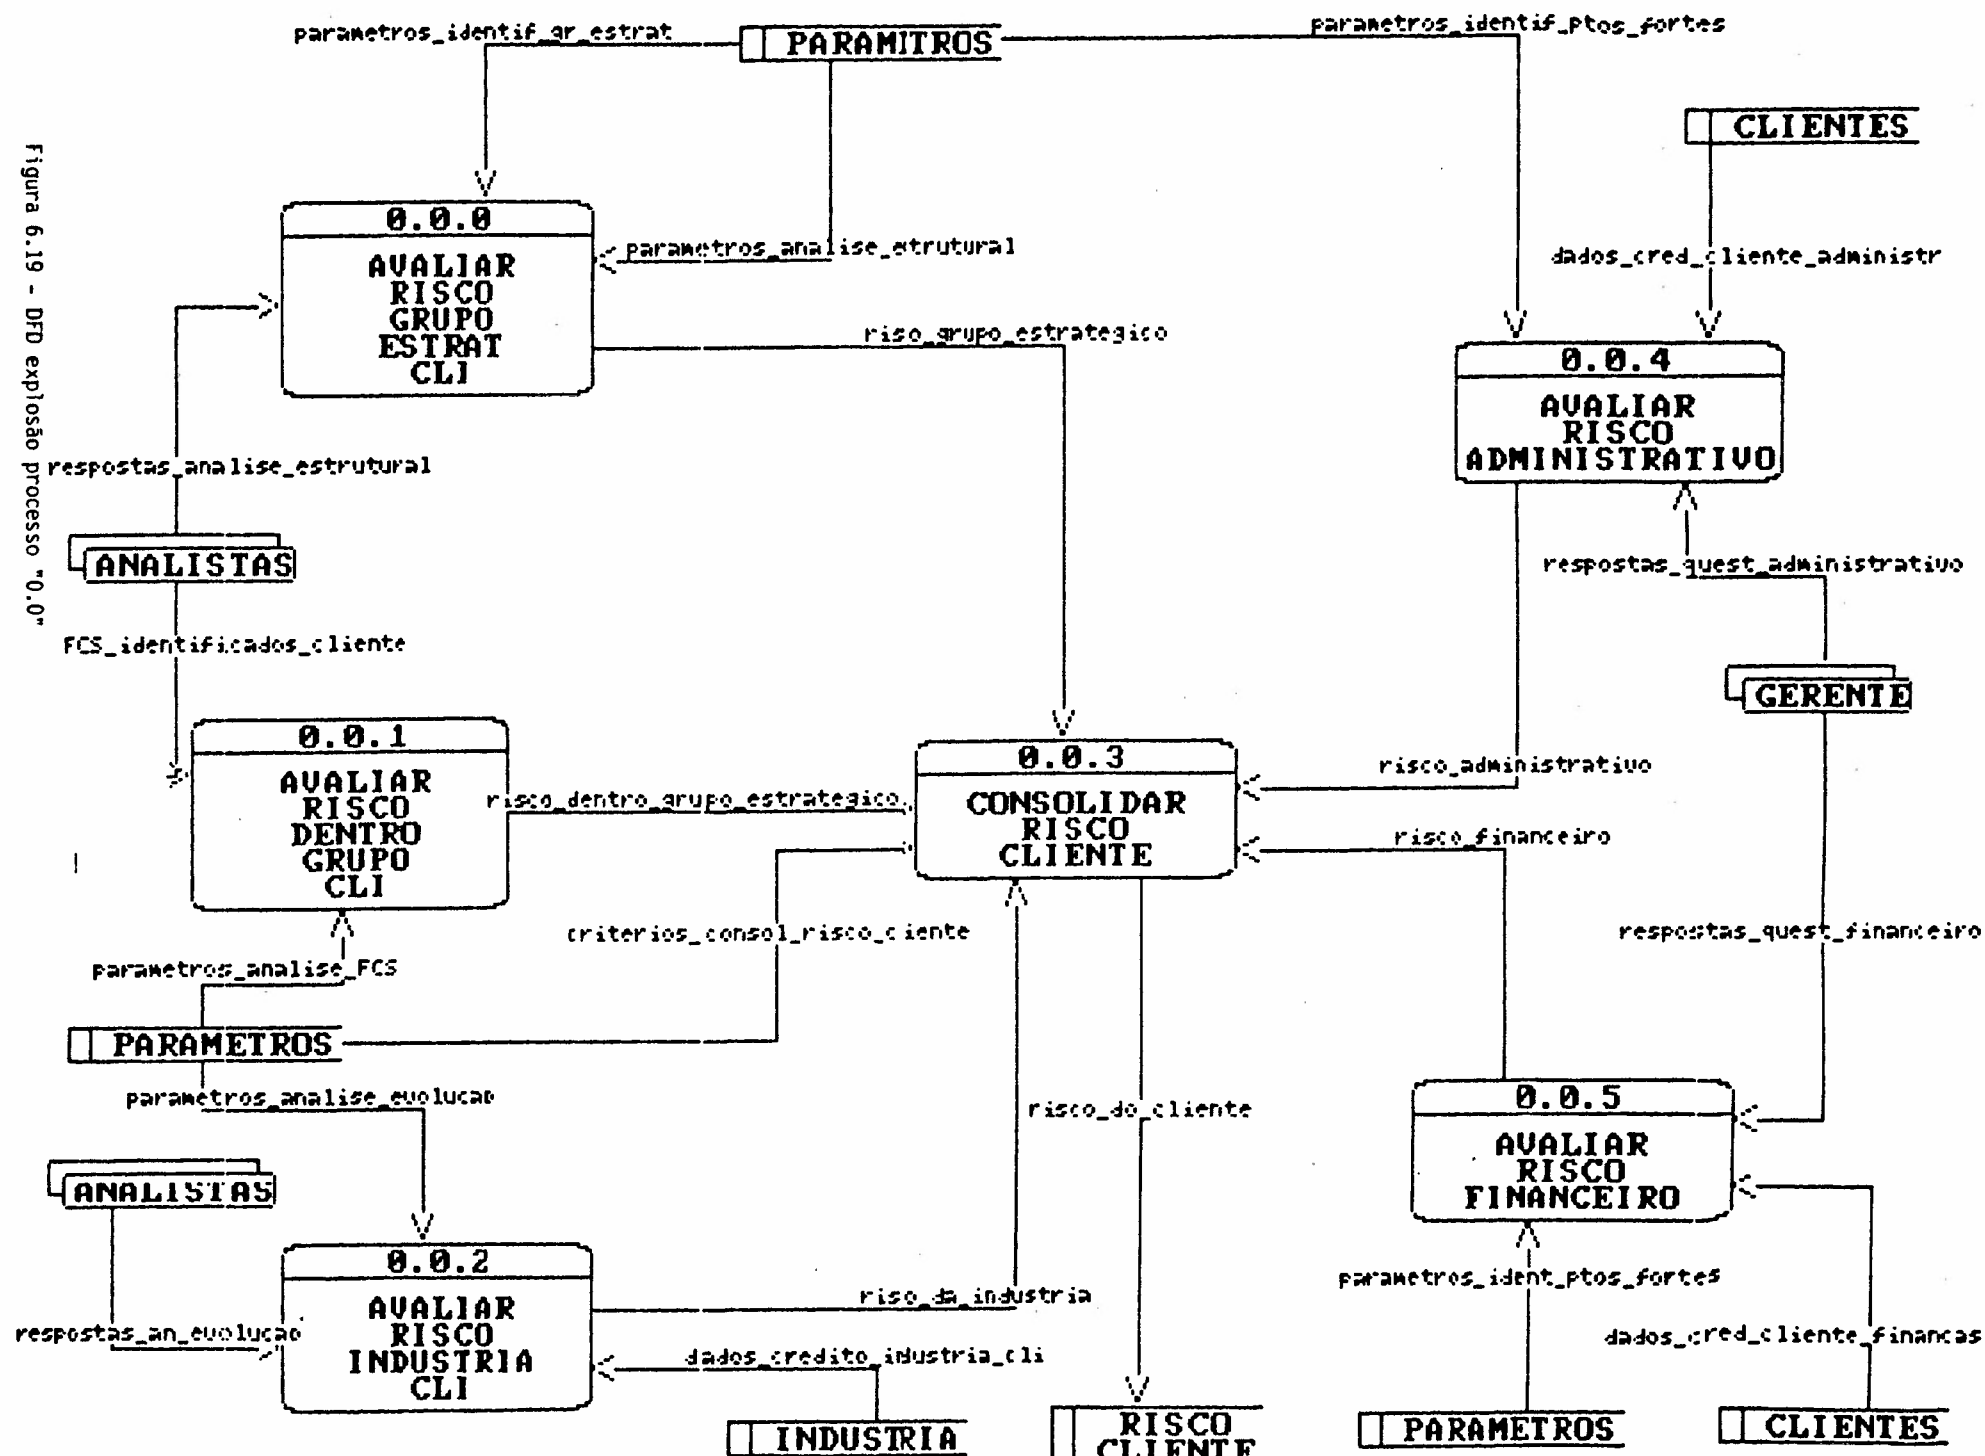 parametros_identif_gr_estrat
PARAMITROS
parametros_identif_ptos_fortes
CLIENTES
Figura 6.19 - DFD explosão processo "0.0"
0.0.0
AVALIAR
RISCO
GRUPO
ESTRAT
CLI
parametros_analise_etrutural
dados_cred_cliente_administr
riso_grupo_estrategico
0.0.4
AVALIAR
RISCO
ADMINISTRATIVO
respostas_analise_estrutural
ANALISTAS
respostas_quest_administrativo
FCS_identificados_cliente
GERENTE
0.0.1
AVALIAR
RISCO
DENTRO
GRUPO
CLI
risco_dentro_grupo_estrategico
0.0.3
CONSOLIDAR
RISCO
CLIENTE
risco_administrativo
risco_financeiro
criterios_consol_risco_ciente
respostas_quest_financeiro
parametros_analise_FCS
PARAMETROS
parametros_analise_evolucao
risco_do_cliente
0.0.5
AVALIAR
RISCO
FINANCEIRO
ANALISTAS
0.0.2
AVALIAR
RISCO
INDUSTRIA
CLI
riso_da_industria
parametros_ident_ptos_fortes
respostas_an_evolucao
dados_credito_idustria_cli
dados_cred_cliente_financas
INDUSTRIA
RISCO
CLIENTE
PARAMETROS
CLIENTES